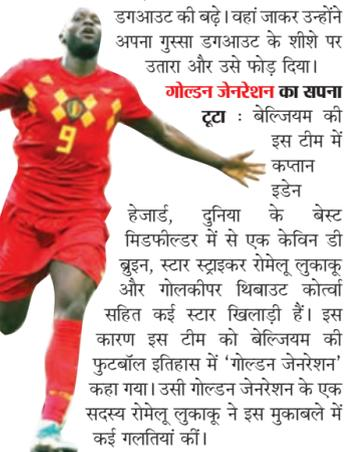 डगआउट की बढ़े। वहां जाकर उन्होंने
अपना गुस्सा डगआउट के शीशे पर
उतारा और उसे फोड़ दिया।
गोल्डन जेनरेशन का सपना
टूटा : बेल्जियम की
इस टीम में
कप्तान
इडेन
हेजार्ड, दुनिया के बेस्ट
मिडफील्डर में से एक केविन डी
ब्रुइन, स्टार स्ट्राइकर रोमेलू लुकाकू
और गोलकीपर थिबाउट कोर्त्वा
सहित कई स्टार खिलाड़ी हैं। इस
कारण इस टीम को बेल्जियम की
फुटबॉल इतिहास में ‘गोल्डन जेनरेशन’
कहा गया। उसी गोल्डन जेनरेशन के एक
सदस्य रोमेलू लुकाकू ने इस मुकाबले में
कई गलतियां कीं।
9